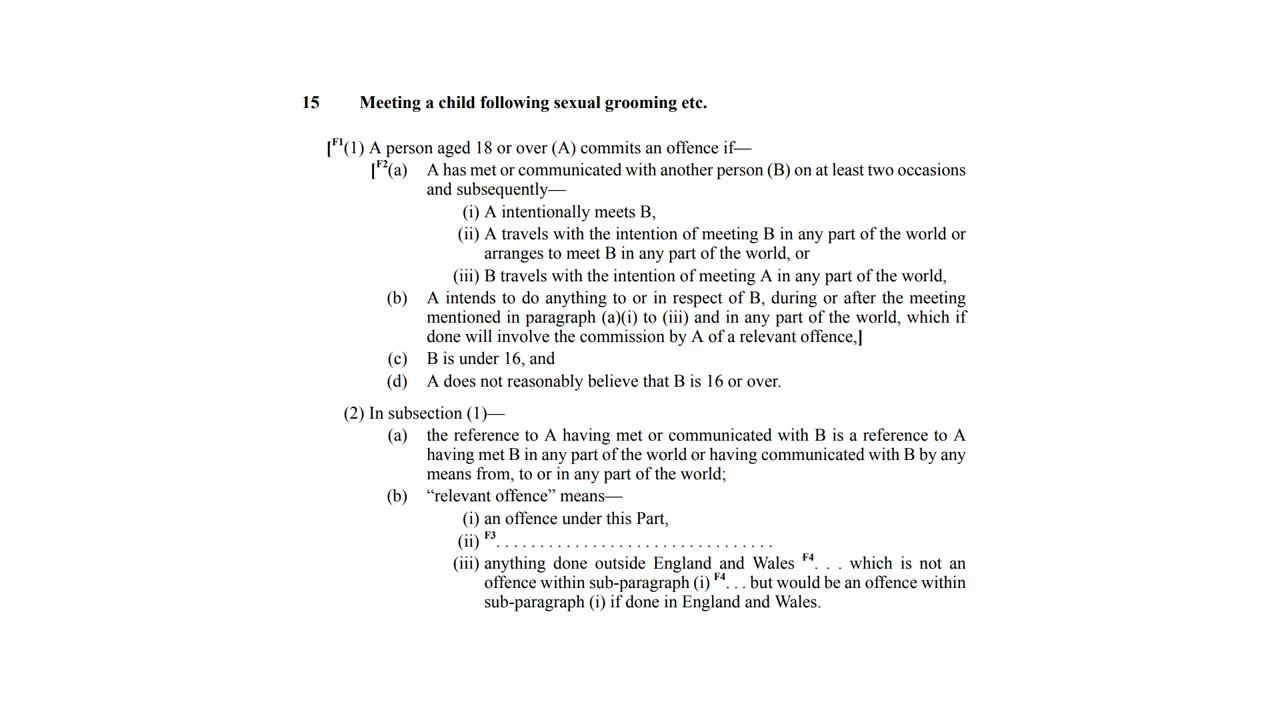 15 Meeting a child following sexual grooming etc.
[F1(1) A person aged 18 or over (A) commits an offence if—
[F2(a) A has met or communicated with another person (B) on at least two occasions
and subsequently—
(i) A intentionally meets B,
(ii) A travels with the intention of meeting B in any part of the world or
arranges to meet B in any part of the world, or
(iii) B travels with the intention of meeting A in any part of the world,
(b) A intends to do anything to or in respect of B, during or after the meeting
mentioned in paragraph (a)(i) to (iii) and in any part of the world, which if
done will involve the commission by A of a relevant offence,]
(c) B is under 16, and
(d) A does not reasonably believe that B is 16 or over.
(2) In subsection (1)—
(a) the reference to A having met or communicated with B is a reference to A
having met B in any part of the world or having communicated with B by any
means from, to or in any part of the world;
(b) “relevant offence” means—
(i) an offence under this Part,
(ii) F3. . . . . . . . . . . . . . . . . . . . . . . . . . . . . . . .
(iii) anything done outside England and Wales F4. . . which is not an
offence within sub-paragraph (i) F4. . . but would be an offence within
sub-paragraph (i) if done in England and Wales.